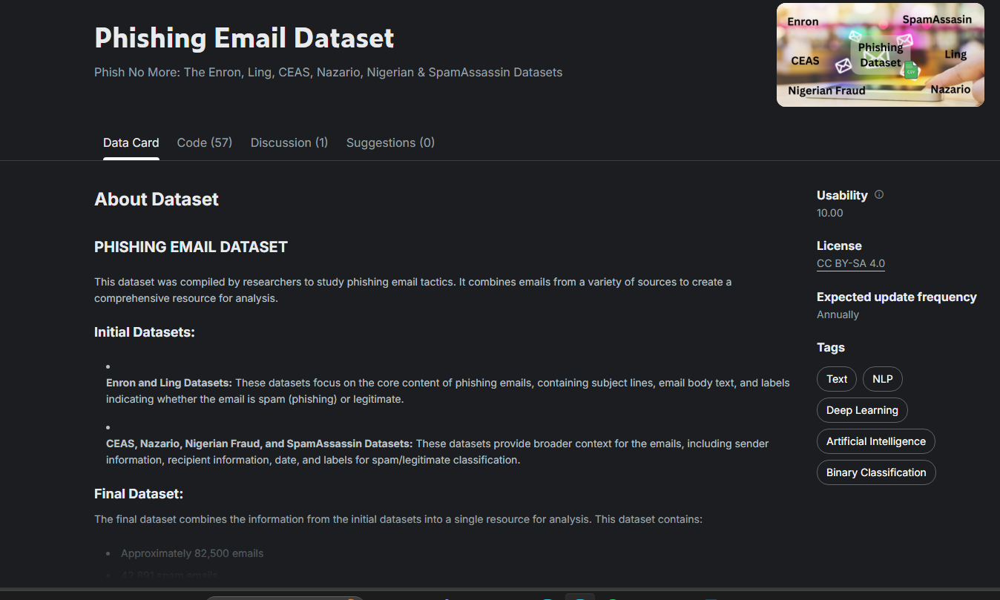 Phishing Email Dataset
Phish No More: The Enron, Ling, CEAS, Nazario, Nigerian & SpamAssassin Datasets
Enron
SpamAssasin
Phishing
Dataset
CEAS
Ling
CSV
Nigerian Fraud
Nazario
Data Card
Code (57)
Discussion (1)
Suggestions (0)
About Dataset
PHISHING EMAIL DATASET
This dataset was compiled by researchers to study phishing email tactics. It combines emails from a variety of sources to create a
comprehensive resource for analysis.
Initial Datasets:
Enron and Ling Datasets: These datasets focus on the core content of phishing emails, containing subject lines, email body text, and labels
indicating whether the email is spam (phishing) or legitimate.
CEAS, Nazario, Nigerian Fraud, and SpamAssassin Datasets: These datasets provide broader context for the emails, including sender
information, recipient information, date, and labels for spam/legitimate classification.
Final Dataset:
The final dataset combines the information from the initial datasets into a single resource for analysis. This dataset contains:
Approximately 82,500 emails
42,891 spam emails
Usability
10.00
License
CC BY-SA 4.0
Expected update frequency
Annually
Tags
Text
NLP
Deep Learning
Artificial Intelligence
Binary Classification